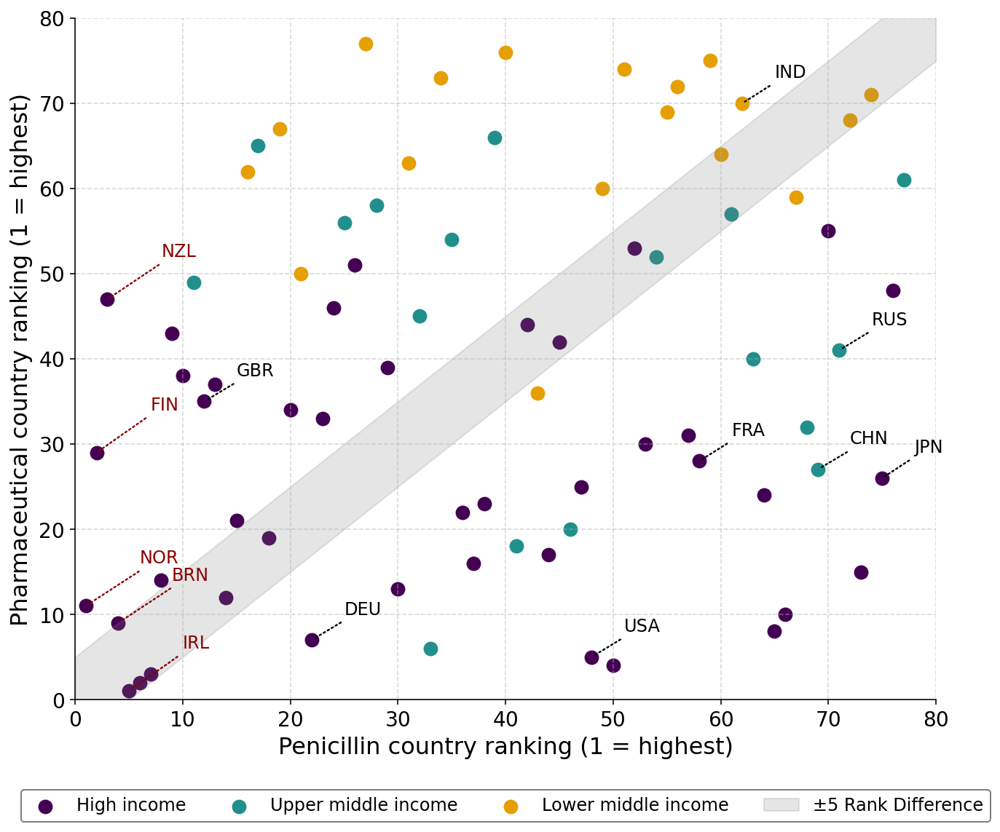 80
70
60
50
40
30
20
10
0
Pharmaceutical country ranking (1 = highest)
IND
NZL
RUS
GBR
FIN
FRA
CHN
JPN
NOR
BRN
DEU
USA
IRL
0 10 20 30 40 50 60 70 80
Penicillin country ranking (1 = highest)
High income Upper middle income Lower middle income ±5 Rank Difference